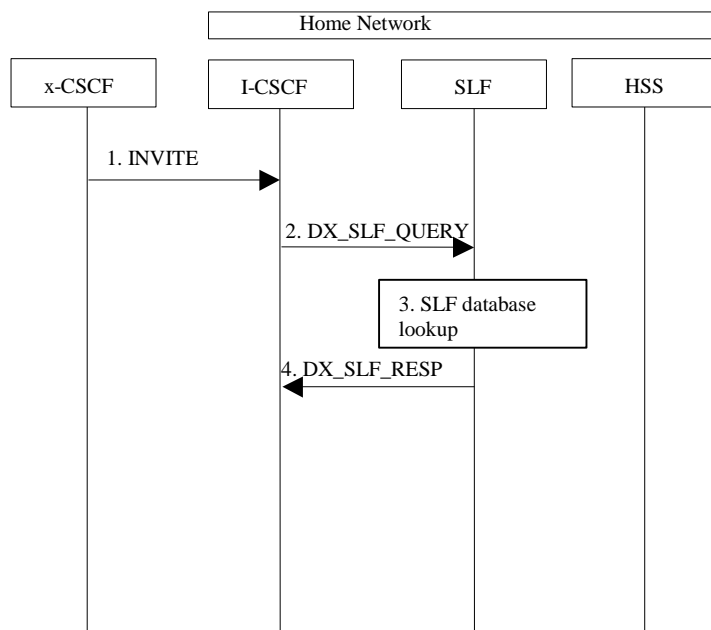 Home Network
x-CSCF
I-CSCF
SLF
HSS
1. INVITE
2. DX_SLF_QUERY
3. SLF database
lookup
4. DX_SLF_RESP